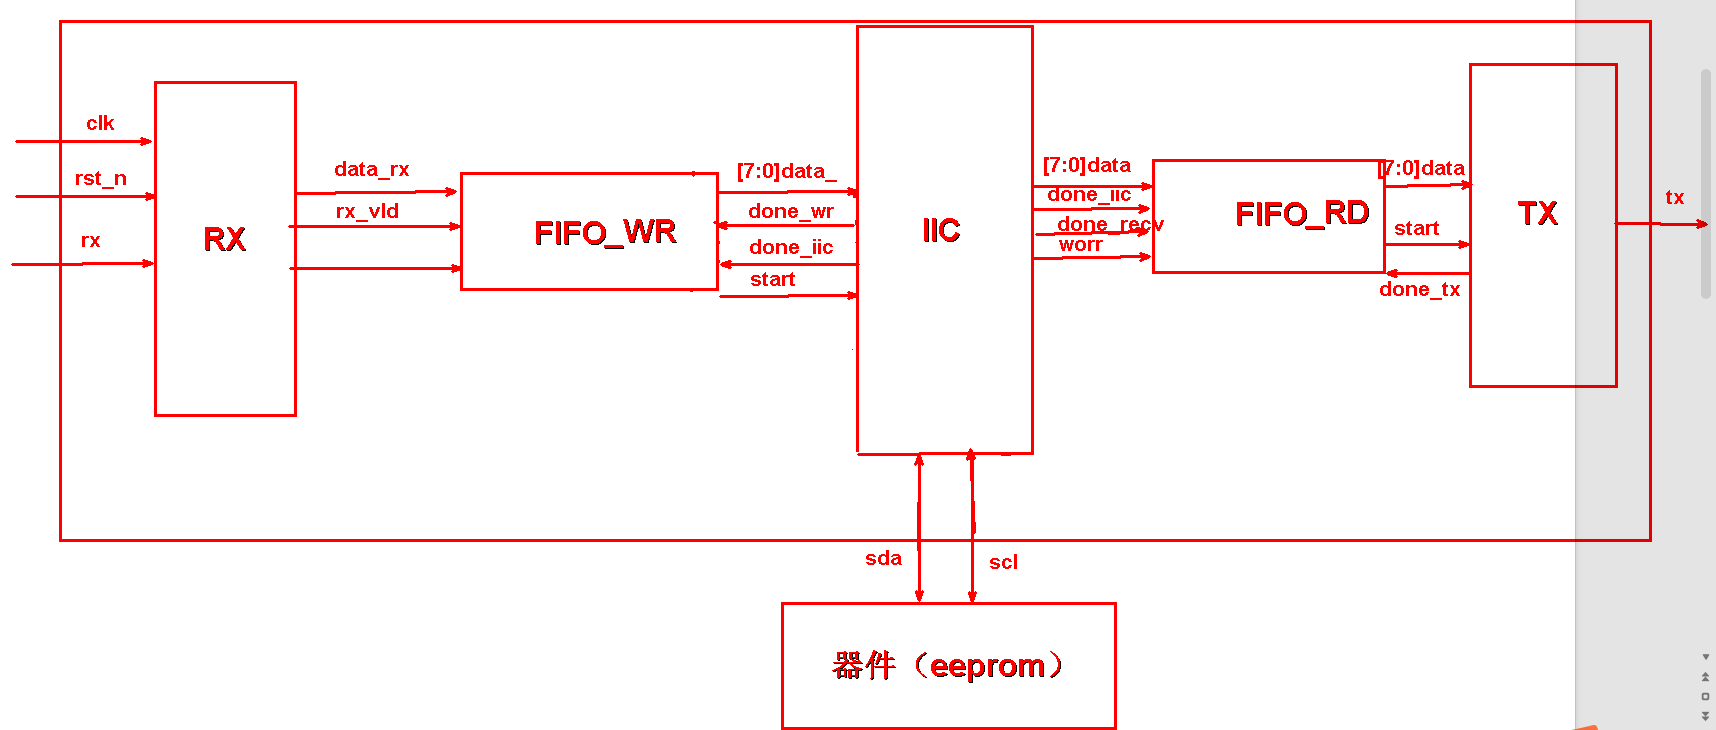 clk
rst_n
rx
RX
data_rx
rx_vld
FIFO_WR
[7:0]data_
done_wr
done_iic
start
IIC
[7:0]data
done_iic
done_recv
worr
FIFO_RD
[7:0]data
start
done_tx
TX
tx
sda
scl
器件（eeprom）